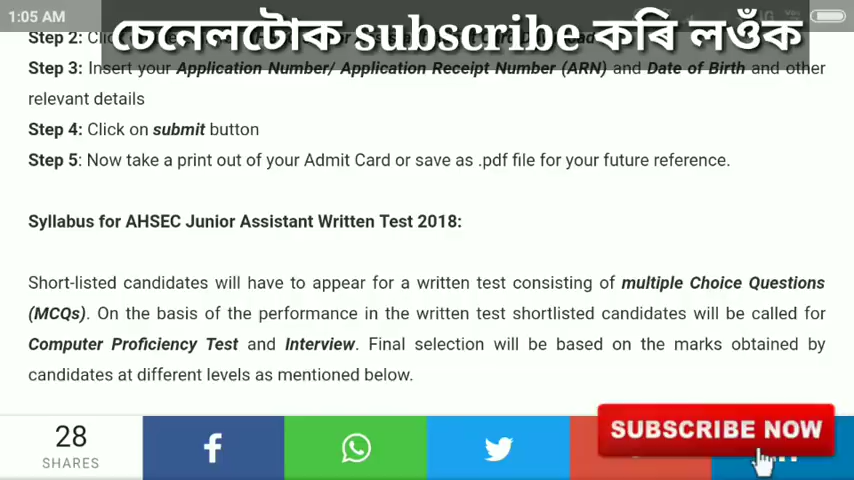 1:05 AM
চেনেলটোক subscribe কৰি লওঁক
Step 2:
Step 3: Insert your Application Number/ Application Receipt Number (ARN) and Date of Birth and other
relevant details
Step 4: Click on submit button
Step 5: Now take a print out of your Admit Card or save as .pdf file for your future reference.
Syllabus for AHSEC Junior Assistant Written Test 2018:
Short-listed candidates will have to appear for a written test consisting of multiple Choice Questions
(MCQs). On the basis of the performance in the written test shortlisted candidates will be called for
Computer Proficiency Test and Interview. Final selection will be based on the marks obtained by
candidates at different levels as mentioned below.
28
SHARES
SUBSCRIBE NOW